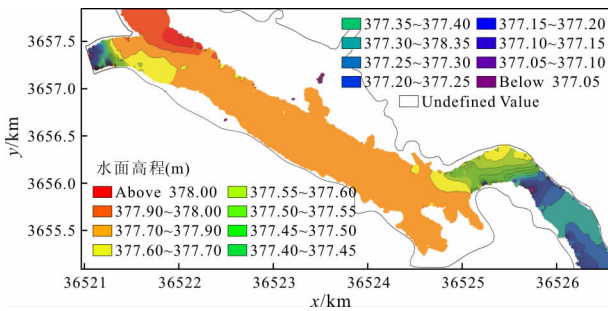 377.35~377.40 377.15~377.20
377.30~378.35 377.10~377.15
377.25~377.30 377.05~377.10
377.20~377.25 Below 377.05
Undefined Value
3657.5
3657.0
3656.5
3656.0
3655.5
y/km
水面高程(m)
Above 378.00 377.55~377.60
377.90~378.00 377.50~377.55
377.70~377.90 377.45~377.50
377.60~377.70 377.40~377.45
36521 36522 36523 36524 36525 36526
x/km